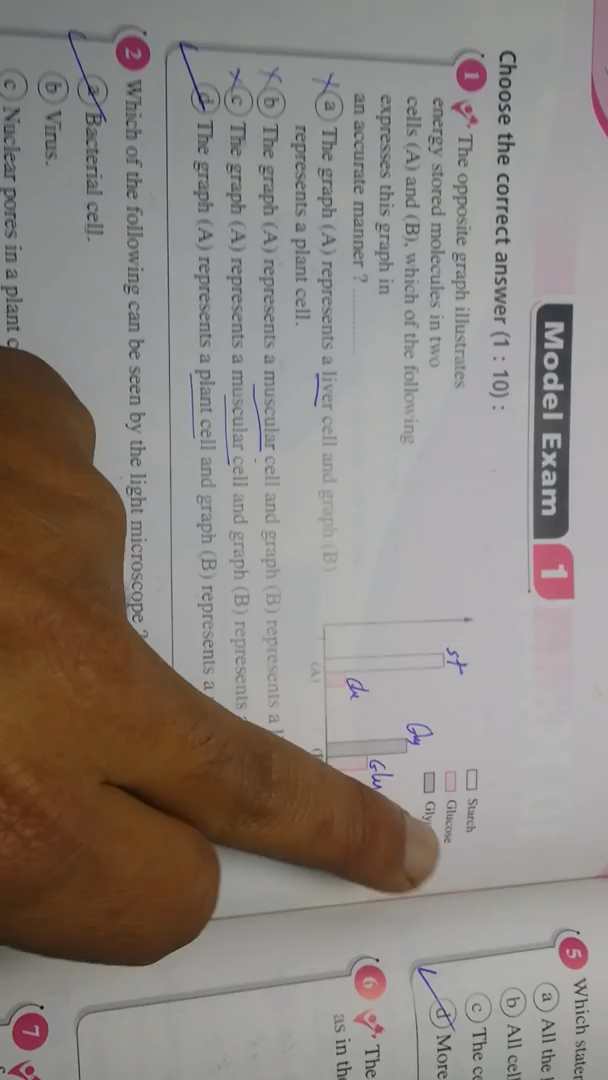 Model Exam 1
Choose the correct answer (1 : 10) :
1 The opposite graph illustrates
energy stored molecules in two
cells (A) and (B), which of the following
expresses this graph in
an accurate manner ? ............
a The graph (A) represents a liver cell and graph (B)
represents a plant cell.
b The graph (A) represents a muscular cell and graph (B) represents a
c The graph (A) represents a muscular cell and graph (B) represents
d The graph (A) represents a plant cell and graph (B) represents a
st
Gly
Glu
(A)
Starch
Glucose
Gly
2 Which of the following can be seen by the light microscope ?
a Bacterial cell.
b Virus.
c Nuclear pores in a plant
5 Which
a All the
b All
c The
d More
6 The
as in
7